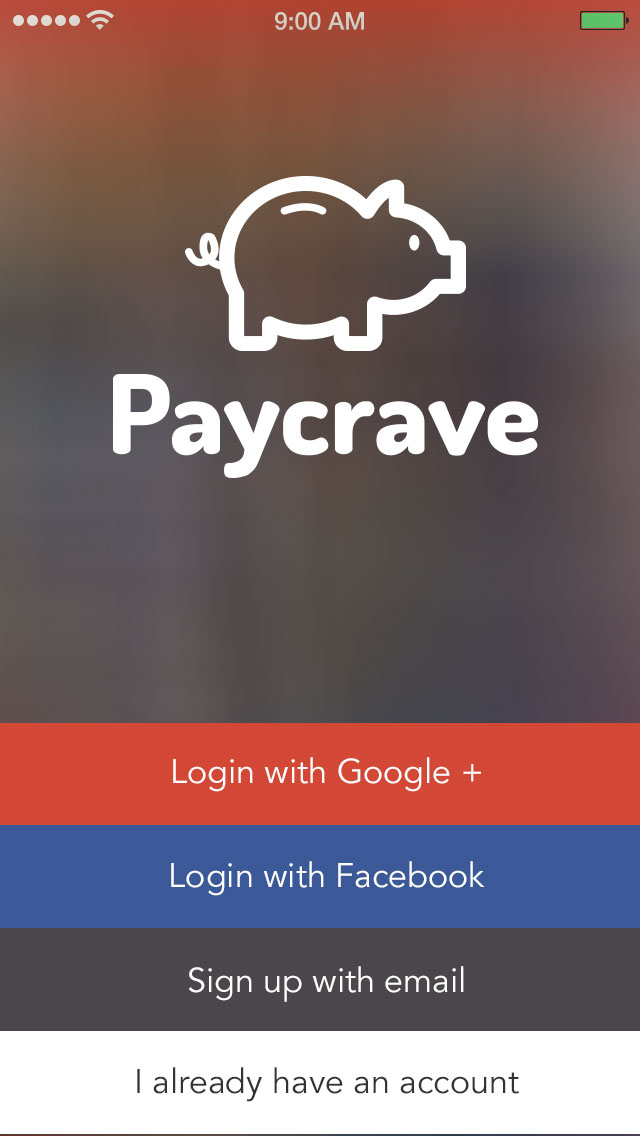 9:00 AM
Paycrave
Login with Google +
Login with Facebook
Sign up with email
I already have an account